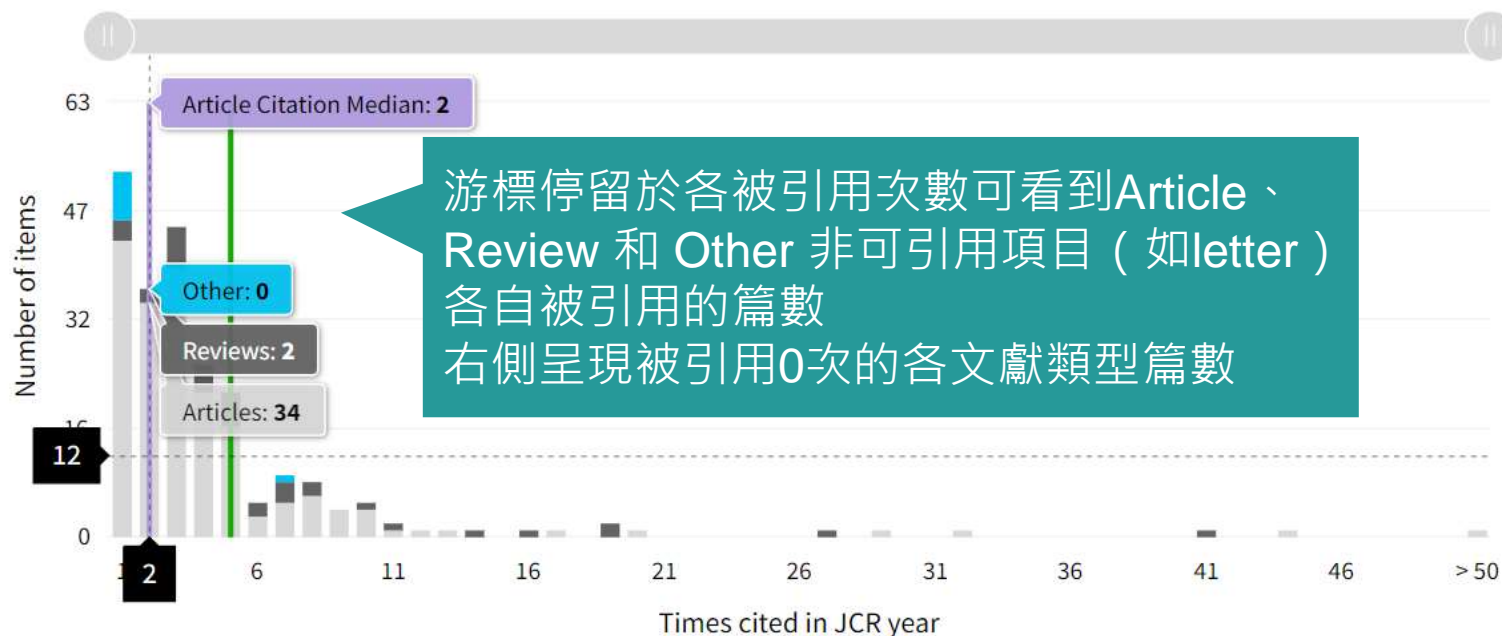 63
Article Citation Median: 2
47
游標停留於各被引用次數可看到Article、
Review 和 Other 非可引用項目（如letter）
各自被引用的篇數
右側呈現被引用0次的各文獻類型篇數
Number of items
Other: 0
32
Reviews: 2
Articles: 34
12
0
2 6 11 16 21 26 31 36 41 46 > 50
Times cited in JCR year